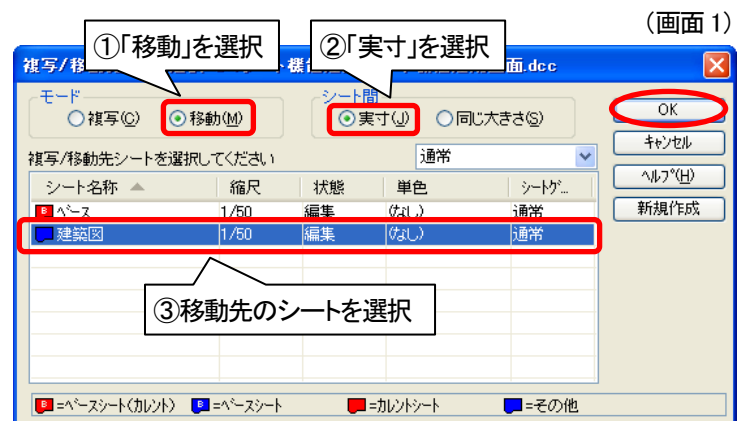 (画面1)
①「移動」を選択
②「実寸」を選択
複写/移
面.dcc
モード
シート間
複写(C)
移動(M)
実寸(J)
同じ大きさ(S)
OK
キャンセル
ヘルプ(H)
新規作成
複写/移動先シートを選択してください
通常
シート名称 縮尺 状態 単色 シートゲ...
B ベース 1/50 編集 (なし) 通常
建築図 1/50 編集 (なし) 通常
③移動先のシートを選択
B =ベースシート(カレント) B =ベースシート =カレントシート =その他